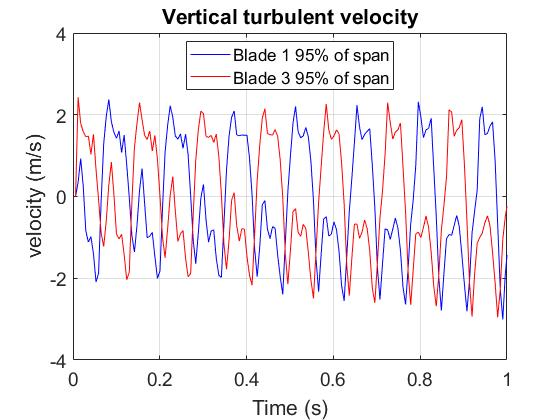 Vertical turbulent velocity
Blade 1 95% of span
Blade 3 95% of span
velocity (m/s)
4
2
0
-2
-4
0 0.2 0.4 0.6 0.8 1
Time (s)